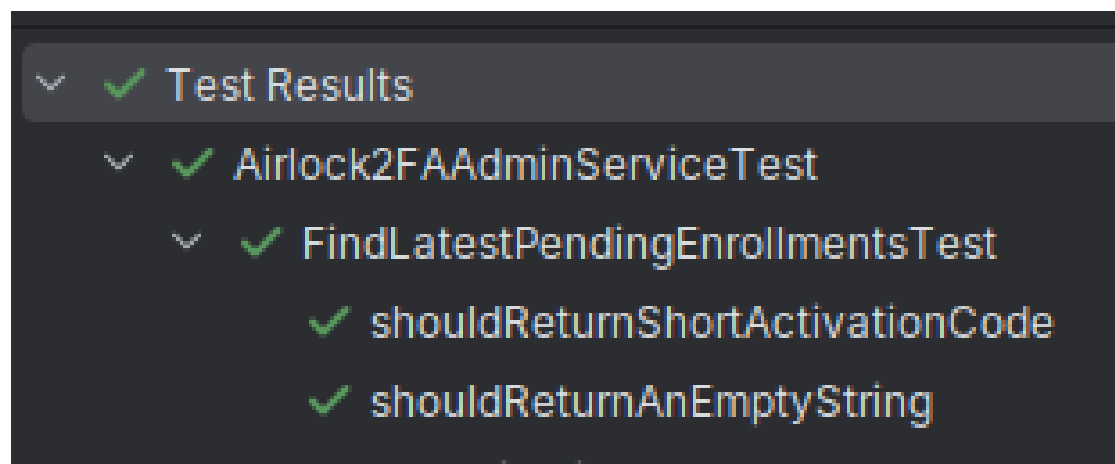 Test Results
Airlock2FAAdminServiceTest
FindLatestPendingEnrollmentsTest
shouldReturnShortActivationCode
shouldReturnAnEmptyString